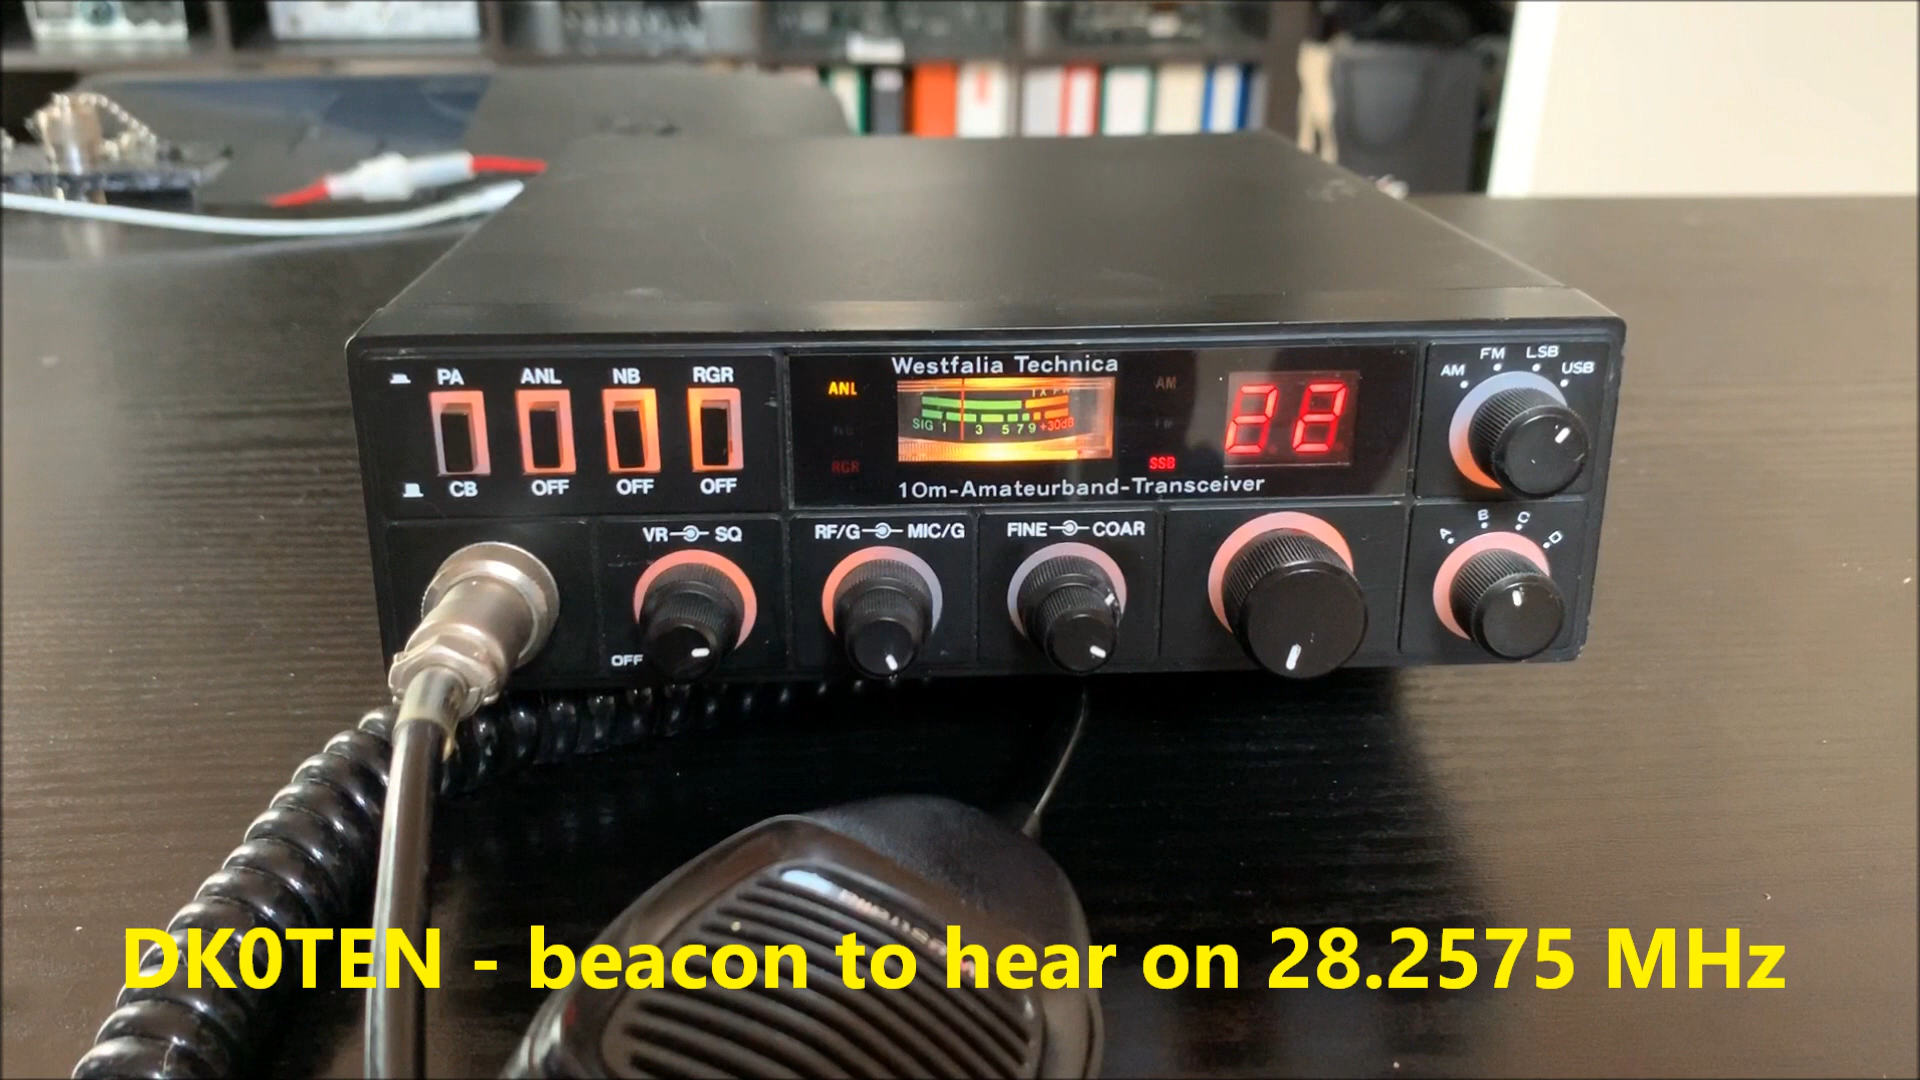 PA ANL NB RGR
CB OFF OFF OFF
Westfalia Technica
ANL
RGR
TX
SIG 1 3 5 7 9 +30dB
AM
SSB
22
10m-Amateurband-Transceiver
AM FM LSB USB
VR SQ
RF/G MIC/G
FINE COAR
A B C D
OFF
DK0TEN - beacon to hear on 28.2575 MHz